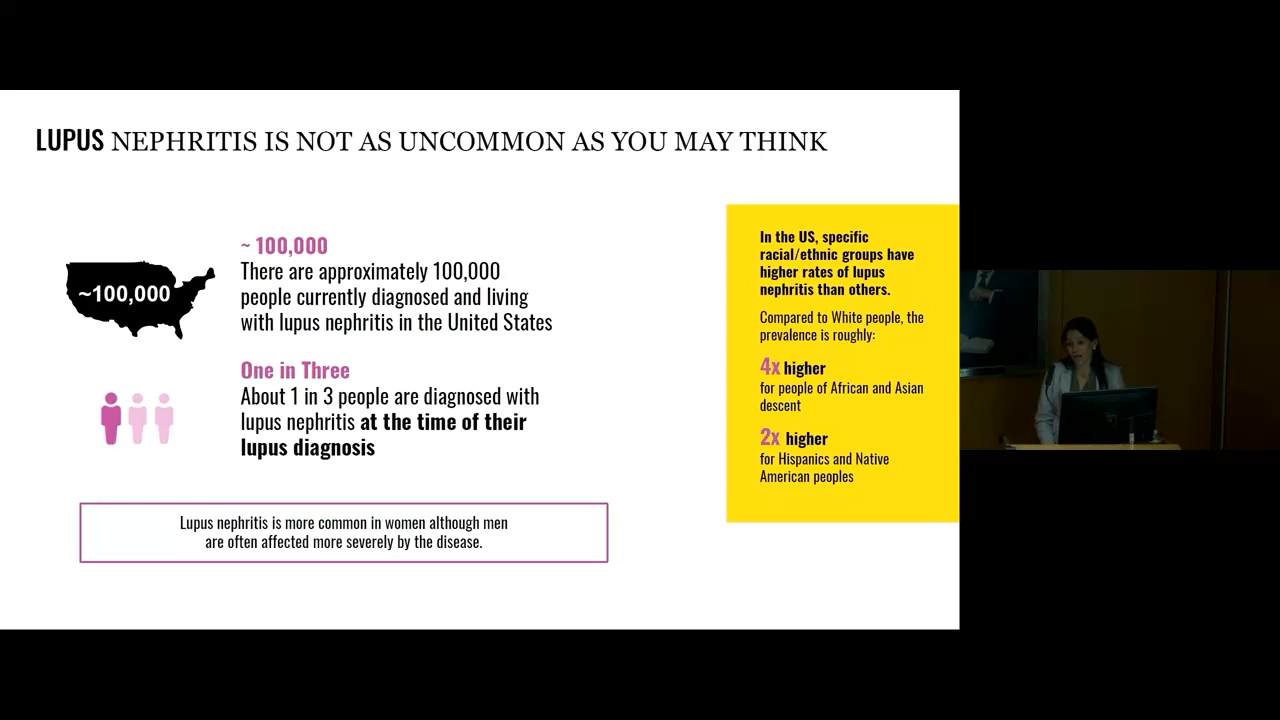 LUPUS NEPHRITIS IS NOT AS UNCOMMON AS YOU MAY THINK
~100,000
~ 100,000
There are approximately 100,000
people currently diagnosed and living
with lupus nephritis in the United States
One in Three
About 1 in 3 people are diagnosed with
lupus nephritis at the time of their
lupus diagnosis
Lupus nephritis is more common in women although men
are often affected more severely by the disease.
In the US, specific
racial/ethnic groups have
higher rates of lupus
nephritis than others.
Compared to White people, the
prevalence is roughly:
4x higher
for people of African and Asian
descent
2x higher
for Hispanics and Native
American peoples